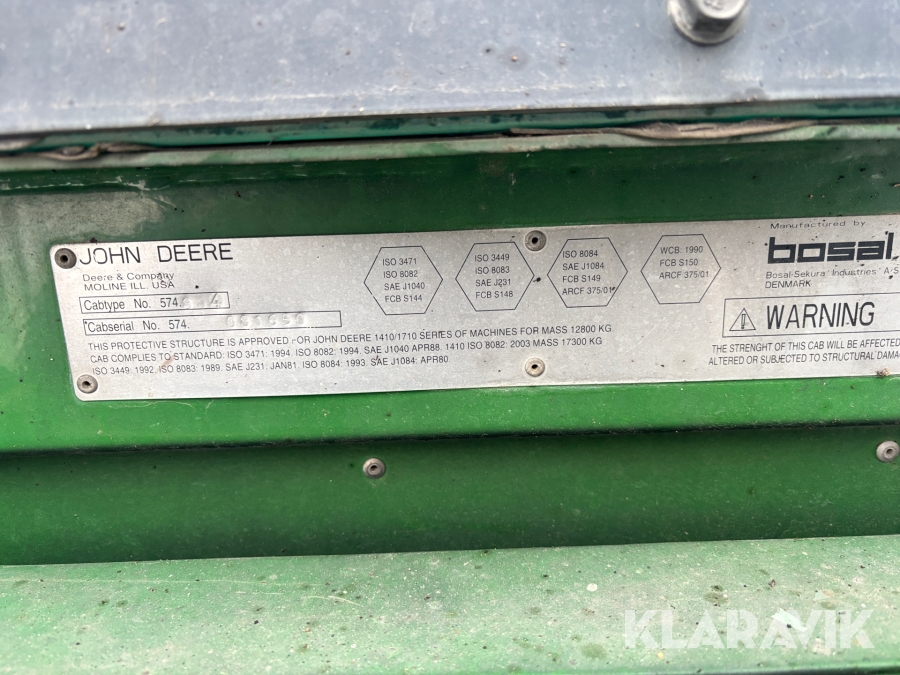 JOHN DEERE
Deere & Company
MOLINE ILL. USA
Cabtype No. 574.
Cabserial No. 574.
ISO 3471
ISO 8082
SAE J1040
FCB S144
ISO 3449
ISO 8083
SAE J231
FCB S148
ISO 8084
SAE J1084
FCB S149
ARCF 375/01
WCB: 1990
FCB S150
ARCF 375/01
THIS PROTECTIVE STRUCTURE IS APPROVED FOR JOHN DEERE 1410/1710 SERIES OF MACHINES FOR MASS 12800 KG.
CAB COMPLIES TO STANDARD: ISO 3471: 1994. ISO 8082: 1994. SAE J1040 APR88. 1410 ISO 8082: 2003 MASS 17300 KG
ISO 3449: 1992. ISO 8083: 1989. SAE J231: JAN81. ISO 8084: 1993. SAE J1084: APR80
Manufactured by
bosal
Bosal-Sekura Industries A/S
DENMARK
WARNING
THE STRENGHT OF THIS CAB WILL BE AFFECTED
ALTERED OR SUBJECTED TO STRUCTURAL DAMA
KLARAVIK